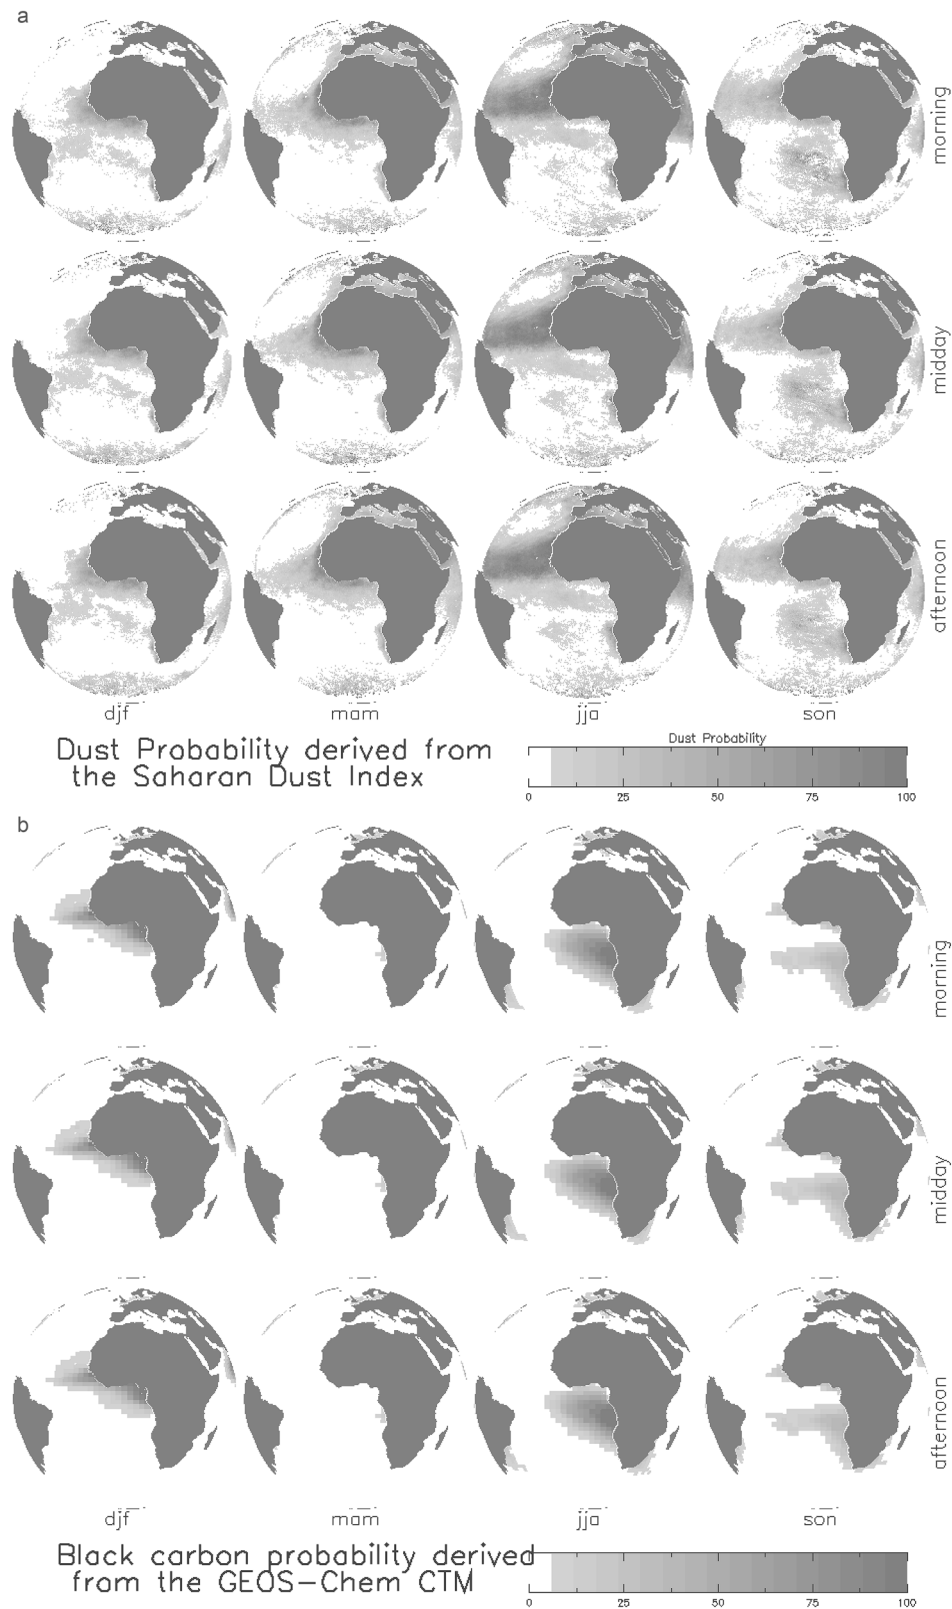 a
morning
midday
afternoon
djf mam jja son
Dust Probability derived from
the Saharan Dust Index
Dust Probability
0 25 50 75 100
b
morning
midday
afternoon
djf mam jja son
Black carbon probability derived
from the GEOS-Chem CTM
0 25 50 75 100